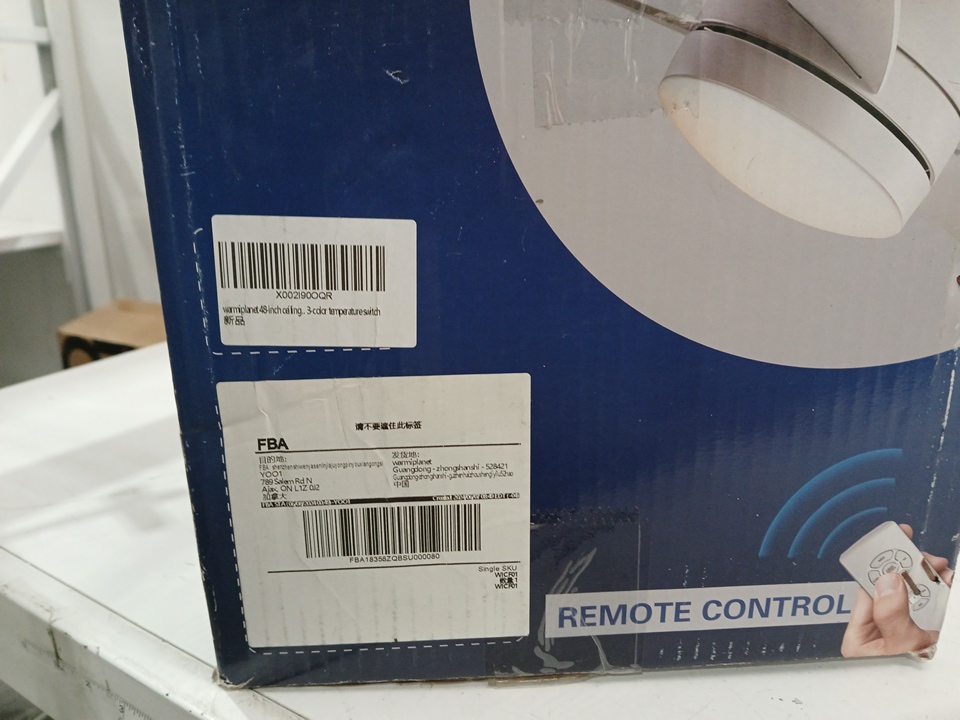 X002I90OQR
warmiplanet 48-inch ceiling... 3-color temperature switch
新品
请不要遮住此标签
FBA
目的地:
YOO1
789 Salem Rd N
Ajax, ON L1Z 0J2
加拿大
发货地:
warmiplanet
Guangdong - zhongshanshi - 528421
中国
FBA18358ZQBSU000080
Single SKU
WICF01
数量 1
WICF01
REMOTE CONTROL